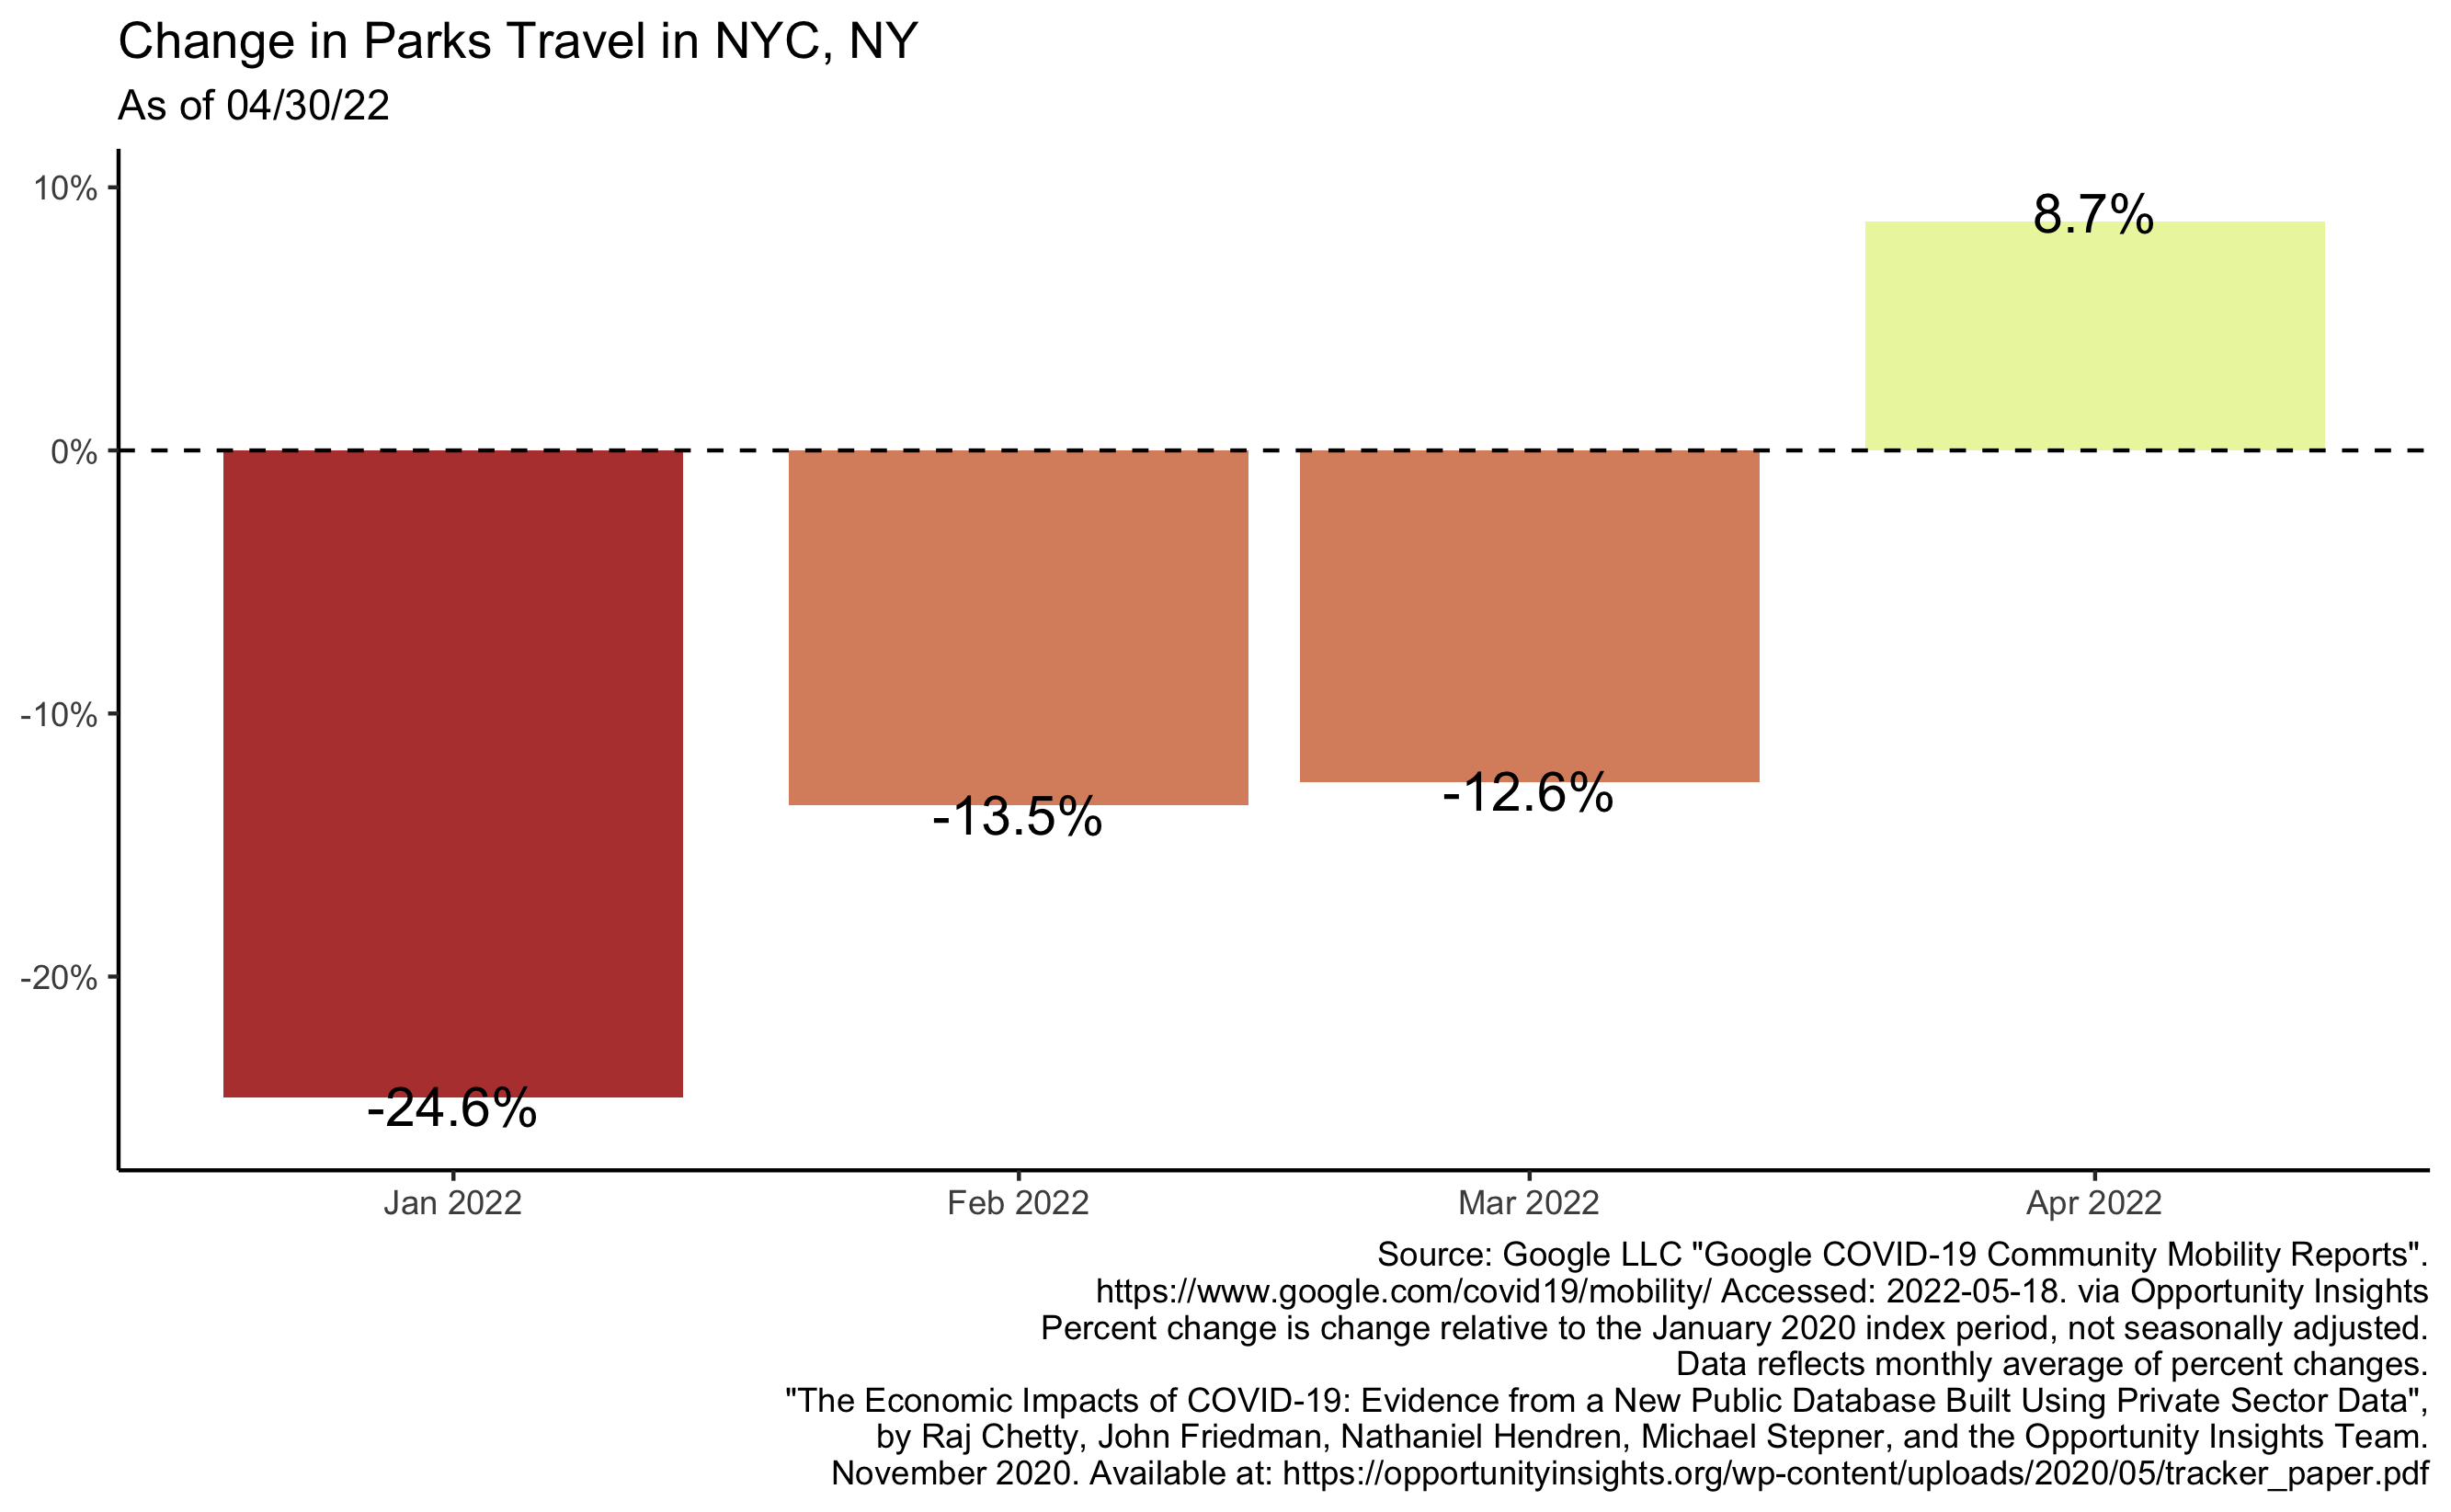 Change in Parks Travel in NYC, NY
As of 04/30/22
10%
0%
-10%
-20%
8.7%
-13.5%
-12.6%
-24.6%
Jan 2022
Feb 2022
Mar 2022
Apr 2022
Source: Google LLC "Google COVID-19 Community Mobility Reports".
https://www.google.com/covid19/mobility/ Accessed: 2022-05-18. via Opportunity Insights
Percent change is change relative to the January 2020 index period, not seasonally adjusted.
Data reflects monthly average of percent changes.
"The Economic Impacts of COVID-19: Evidence from a New Public Database Built Using Private Sector Data",
by Raj Chetty, John Friedman, Nathaniel Hendren, Michael Stepner, and the Opportunity Insights Team.
November 2020. Available at: https://opportunityinsights.org/wp-content/uploads/2020/05/tracker_paper.pdf